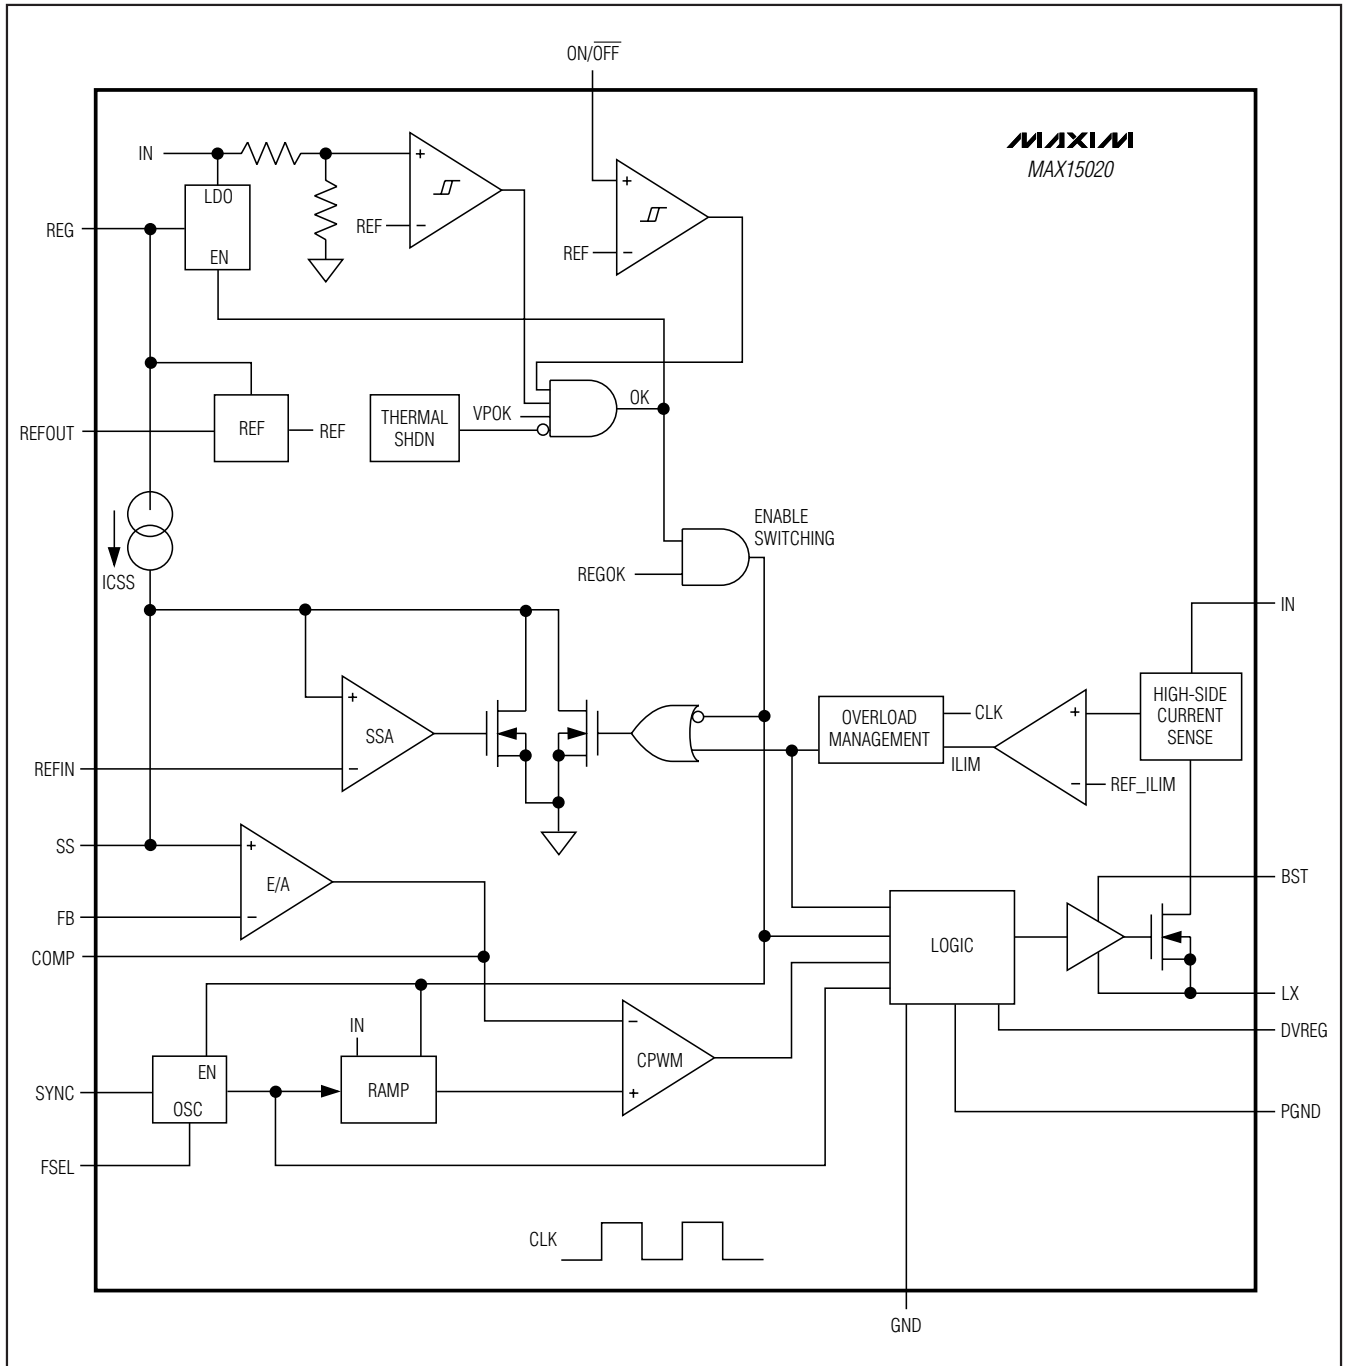 ON/OFF
MAXIM
MAX15020
IN
LDO
+
REG
REF
−
EN
+
REF
−
REFOUT
REF
REF
THERMAL
SHDN
VPOK
OK
ENABLE
SWITCHING
REGOK
ICSS
IN
+
SSA
−
REFIN
OVERLOAD
MANAGEMENT
CLK
ILIM
+
−
REF_ILIM
HIGH-SIDE
CURRENT
SENSE
SS
+
E/A
−
FB
COMP
LOGIC
BST
LX
DVREG
PGND
IN
−
CPWM
+
SYNC
EN
OSC
RAMP
FSEL
CLK
GND